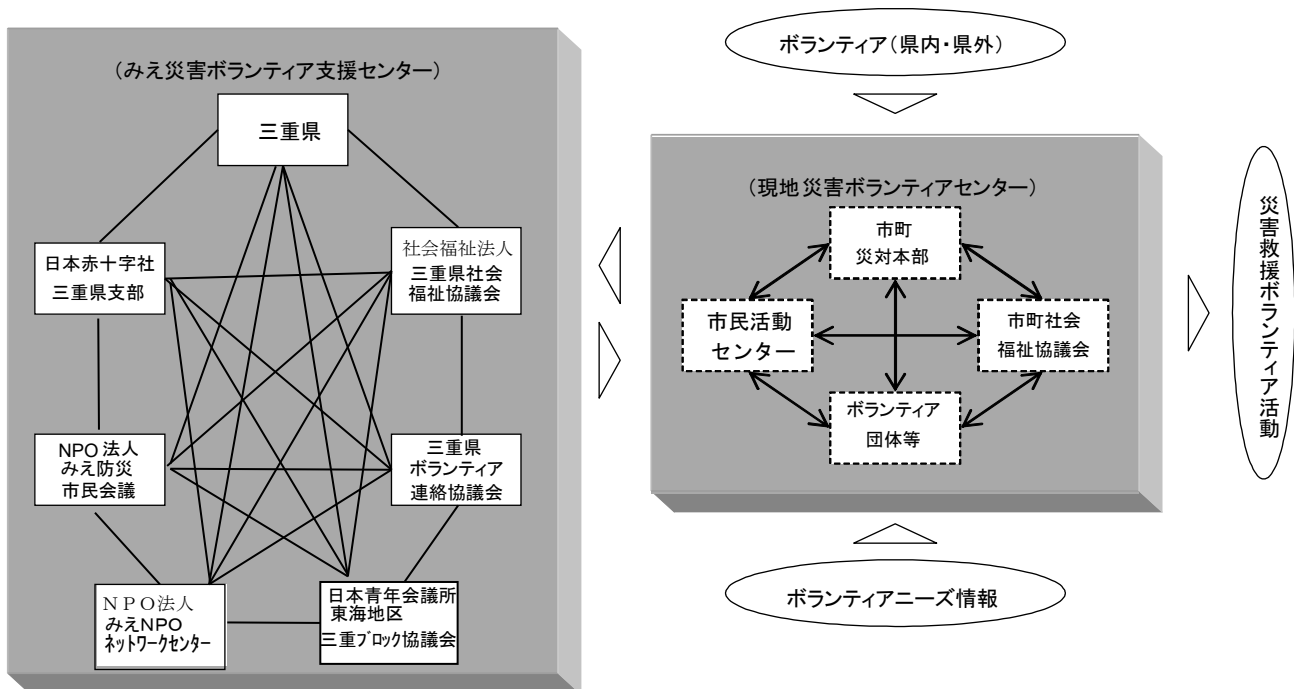 (みえ災害ボランティア支援センター)
三重県
日本赤十字社
三重県支部
社会福祉法人
三重県社会
福祉協議会
NPO法人
みえ防災
市民会議
三重県
ボランティア
連絡協議会
NPO法人
みえNPO
ネットワークセンター
日本青年会議所
東海地区
三重ブロック協議会
ボランティア(県内・県外)
(現地災害ボランティアセンター)
市町
災対本部
市民活動
センター
市町社会
福祉協議会
ボランティア
団体等
ボランティアニーズ情報
災害救援ボランティア活動